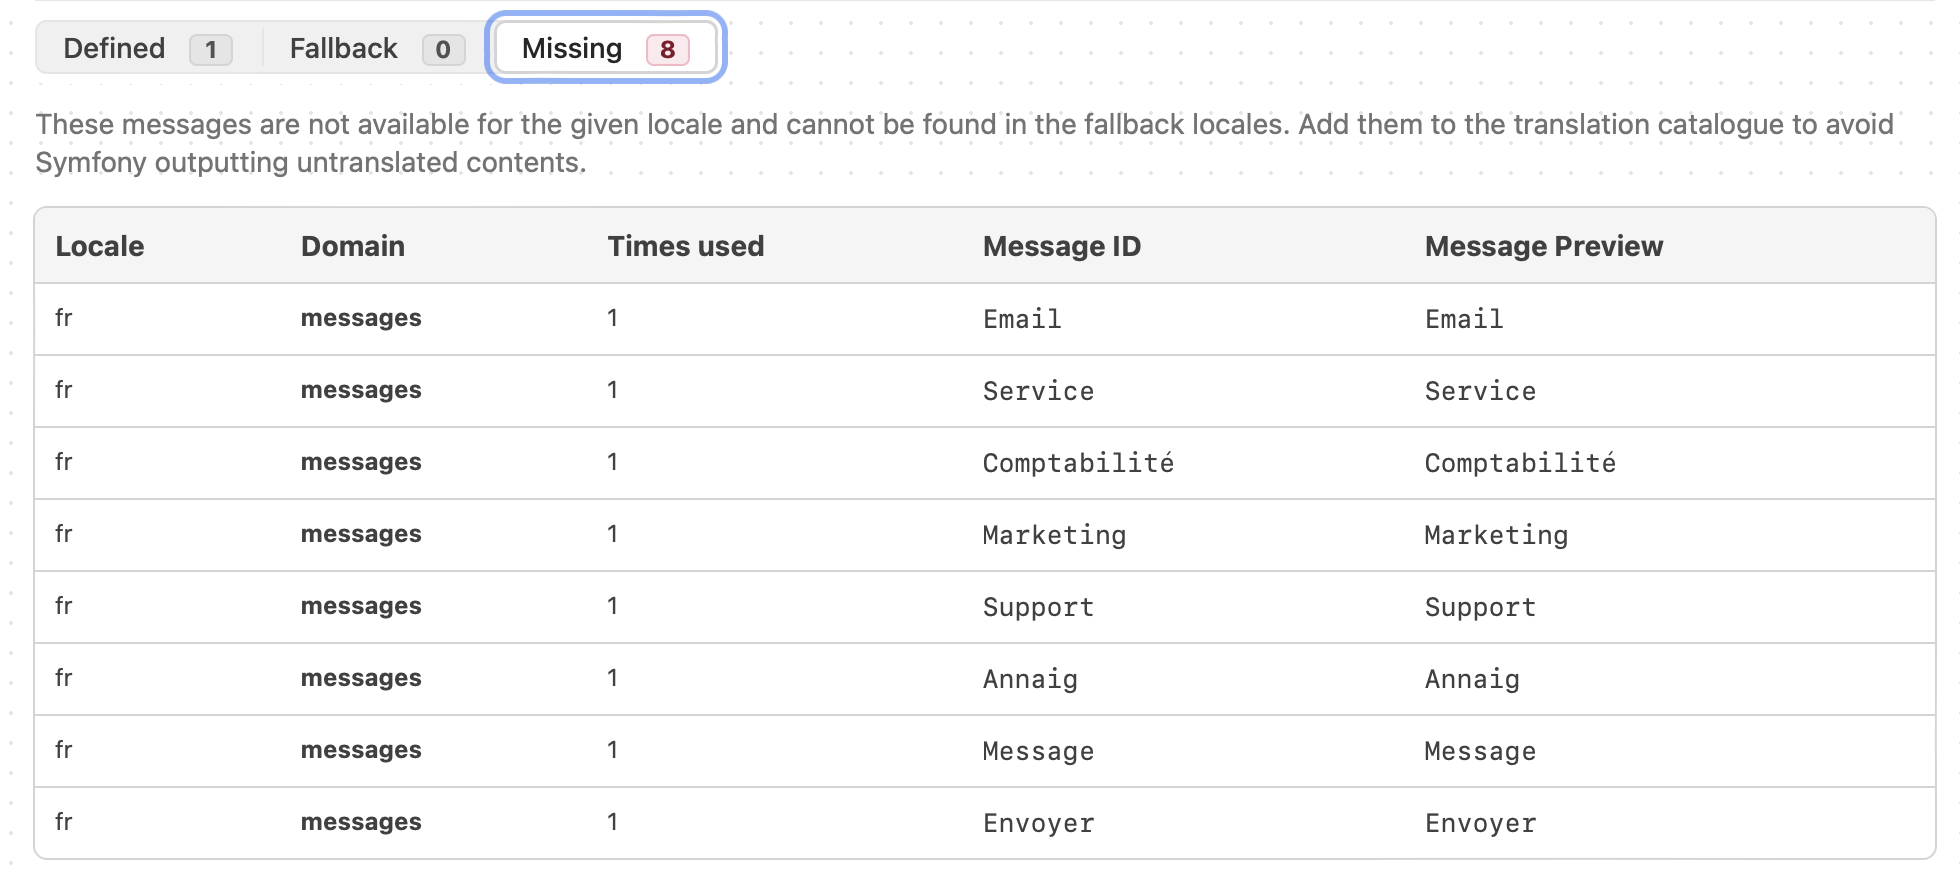 Defined 1 Fallback 0 Missing 8
These messages are not available for the given locale and cannot be found in the fallback locales. Add them to the translation catalogue to avoid
Symfony outputting untranslated contents.
Locale Domain Times used Message ID Message Preview
fr messages 1 Email Email
fr messages 1 Service Service
fr messages 1 Comptabilité Comptabilité
fr messages 1 Marketing Marketing
fr messages 1 Support Support
fr messages 1 Annaig Annaig
fr messages 1 Message Message
fr messages 1 Envoyer Envoyer